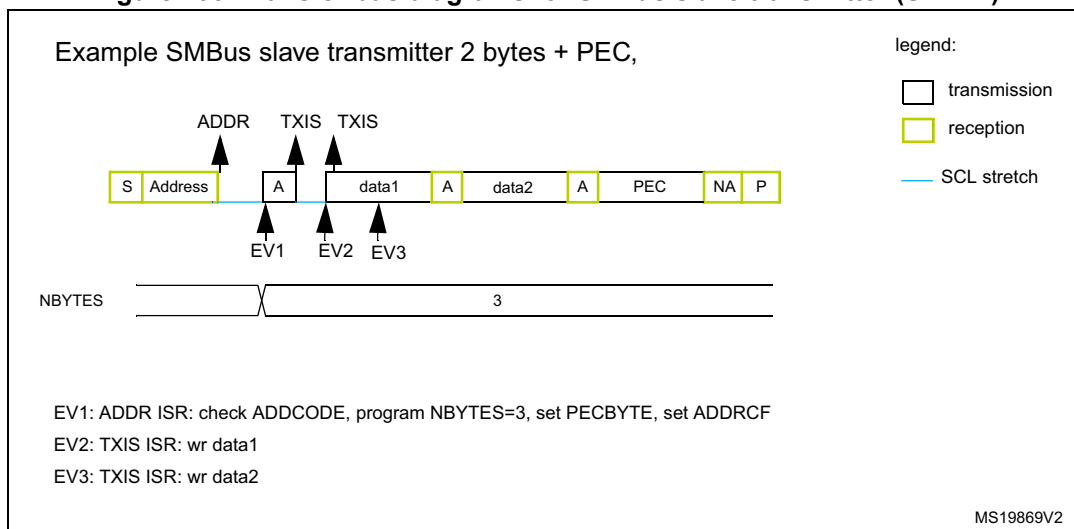 Example SMBus slave transmitter 2 bytes + PEC,
legend:
transmission
reception
SCL stretch
ADDR TXIS TXIS
S Address A data1 A data2 A PEC NA P
EV1 EV2 EV3
NBYTES 3
EV1: ADDR ISR: check ADDCODE, program NBYTES=3, set PECBYTE, set ADDRCF
EV2: TXIS ISR: wr data1
EV3: TXIS ISR: wr data2
MS19869V2